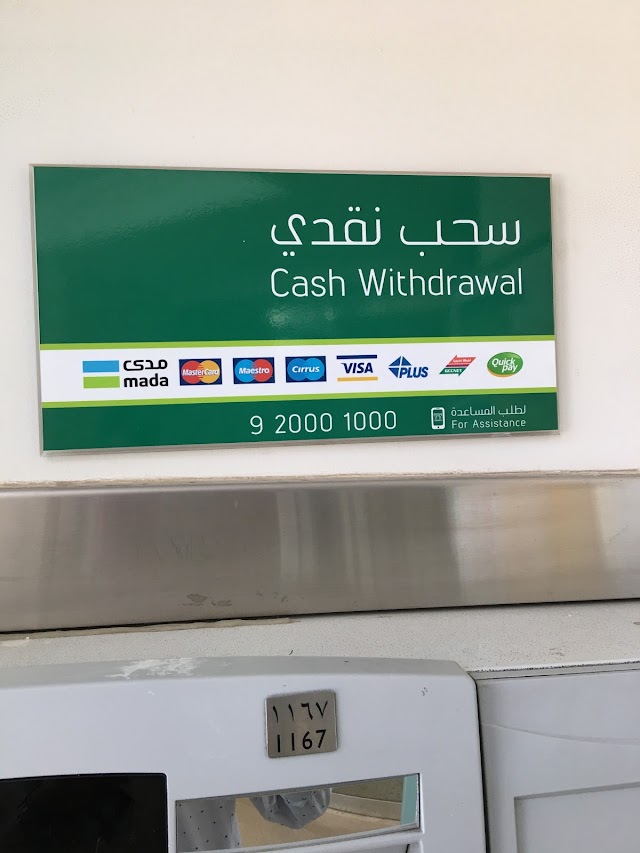 سحب نقدي
Cash Withdrawal
مدى
mada
MasterCard
Maestro
Cirrus
VISA
PLUS
GCCNET
Quick pay
9 2000 1000
لطلب المساعدة
For Assistance
١١٦٧
1167